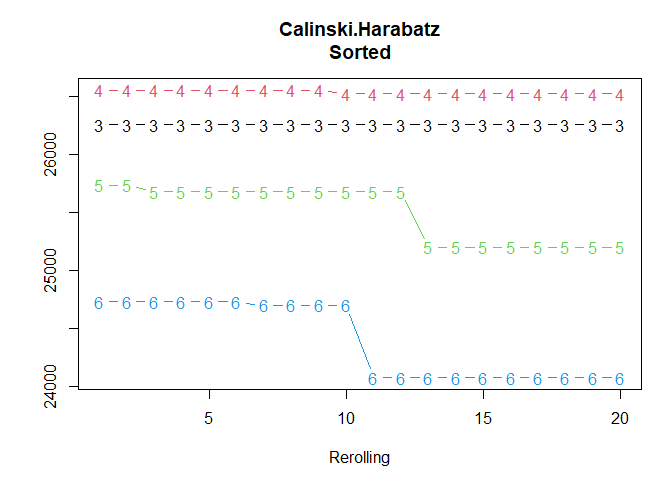 Calinski.Harabatz
Sorted
4 4 4 4 4 4 4 4 4 4 4 4 4 4 4 4 4 4 4 4
3 3 3 3 3 3 3 3 3 3 3 3 3 3 3 3 3 3 3 3
26000
5 5 5 5 5 5 5 5 5 5 5 5 5 5 5 5 5 5 5 5
25000
6 6 6 6 6 6 6 6 6 6 6 6 6 6 6 6 6 6 6 6
24000
5 10 15 20
Rerolling